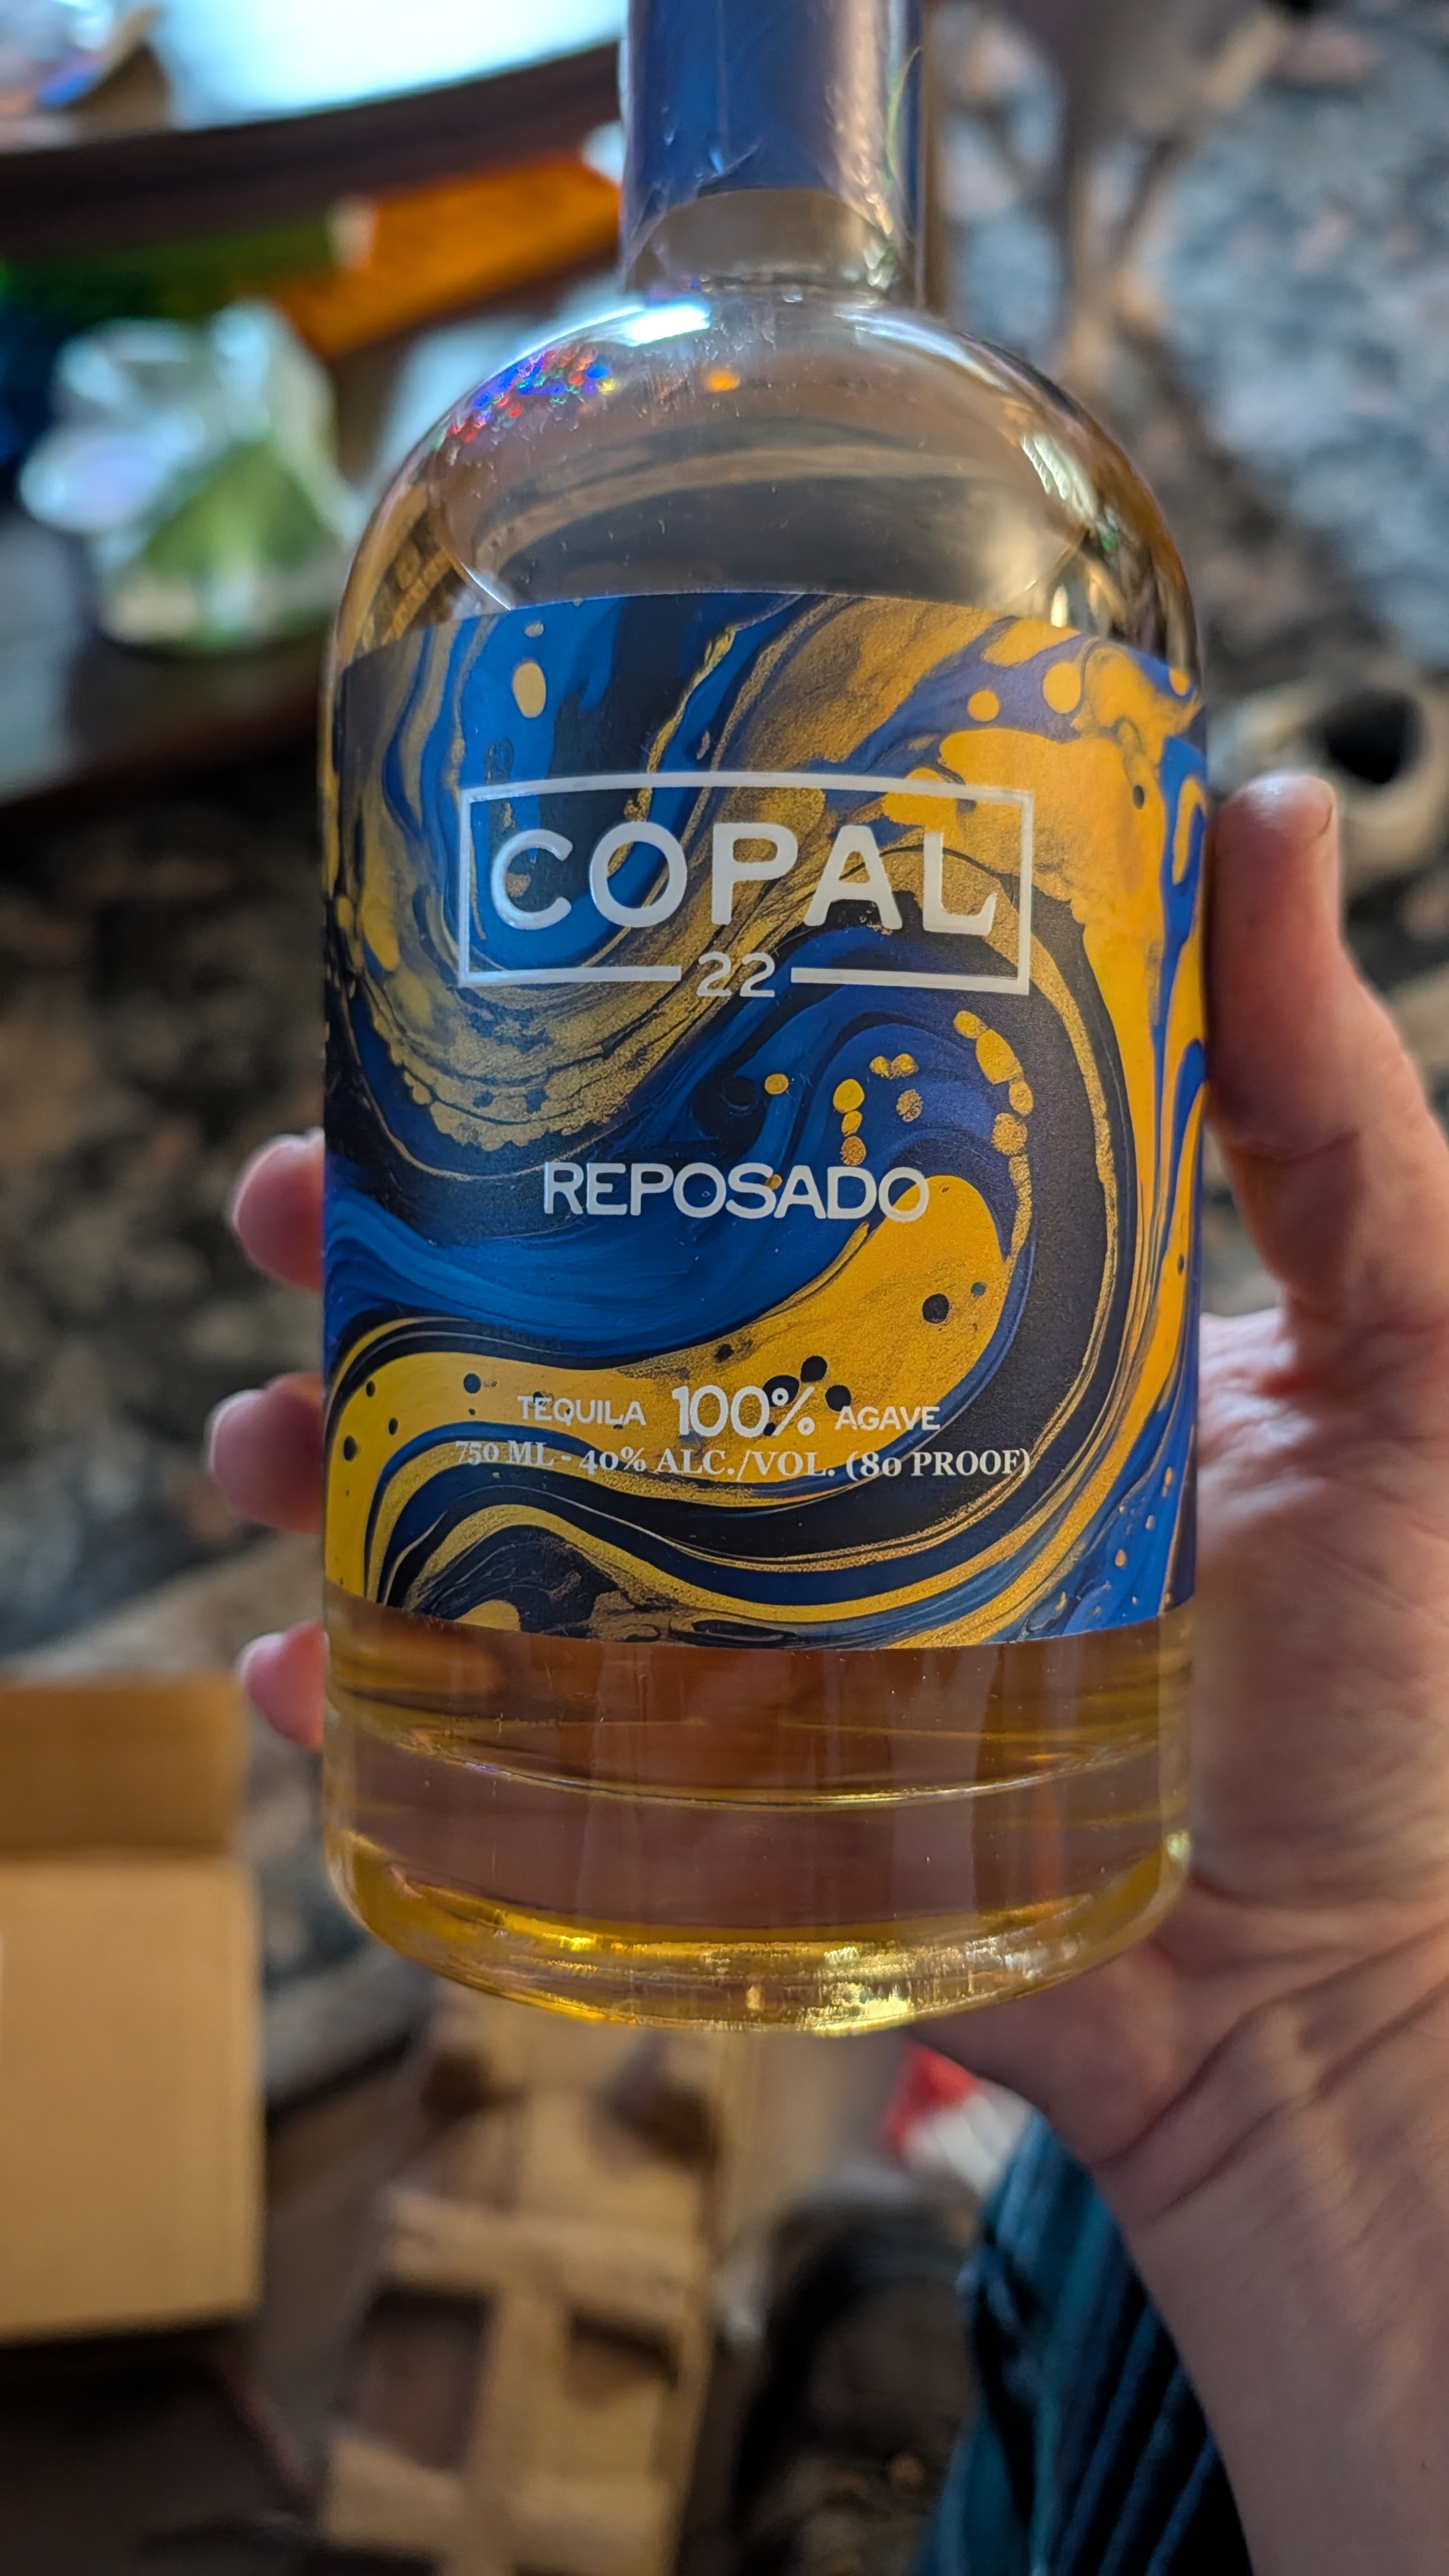 COPAL
22
REPOSADO
TEQUILA 100% AGAVE
750 ML - 40% ALC./VOL. (80 PROOF)